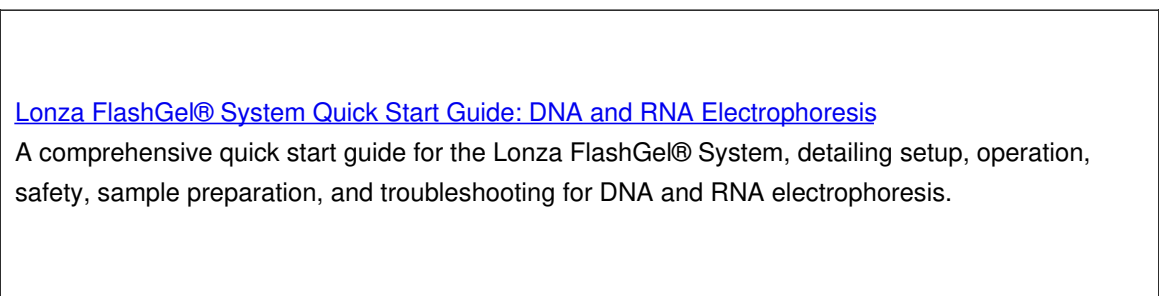 Lonza FlashGel® System Quick Start Guide: DNA and RNA Electrophoresis
A comprehensive quick start guide for the Lonza FlashGel® System, detailing setup, operation,
safety, sample preparation, and troubleshooting for DNA and RNA electrophoresis.